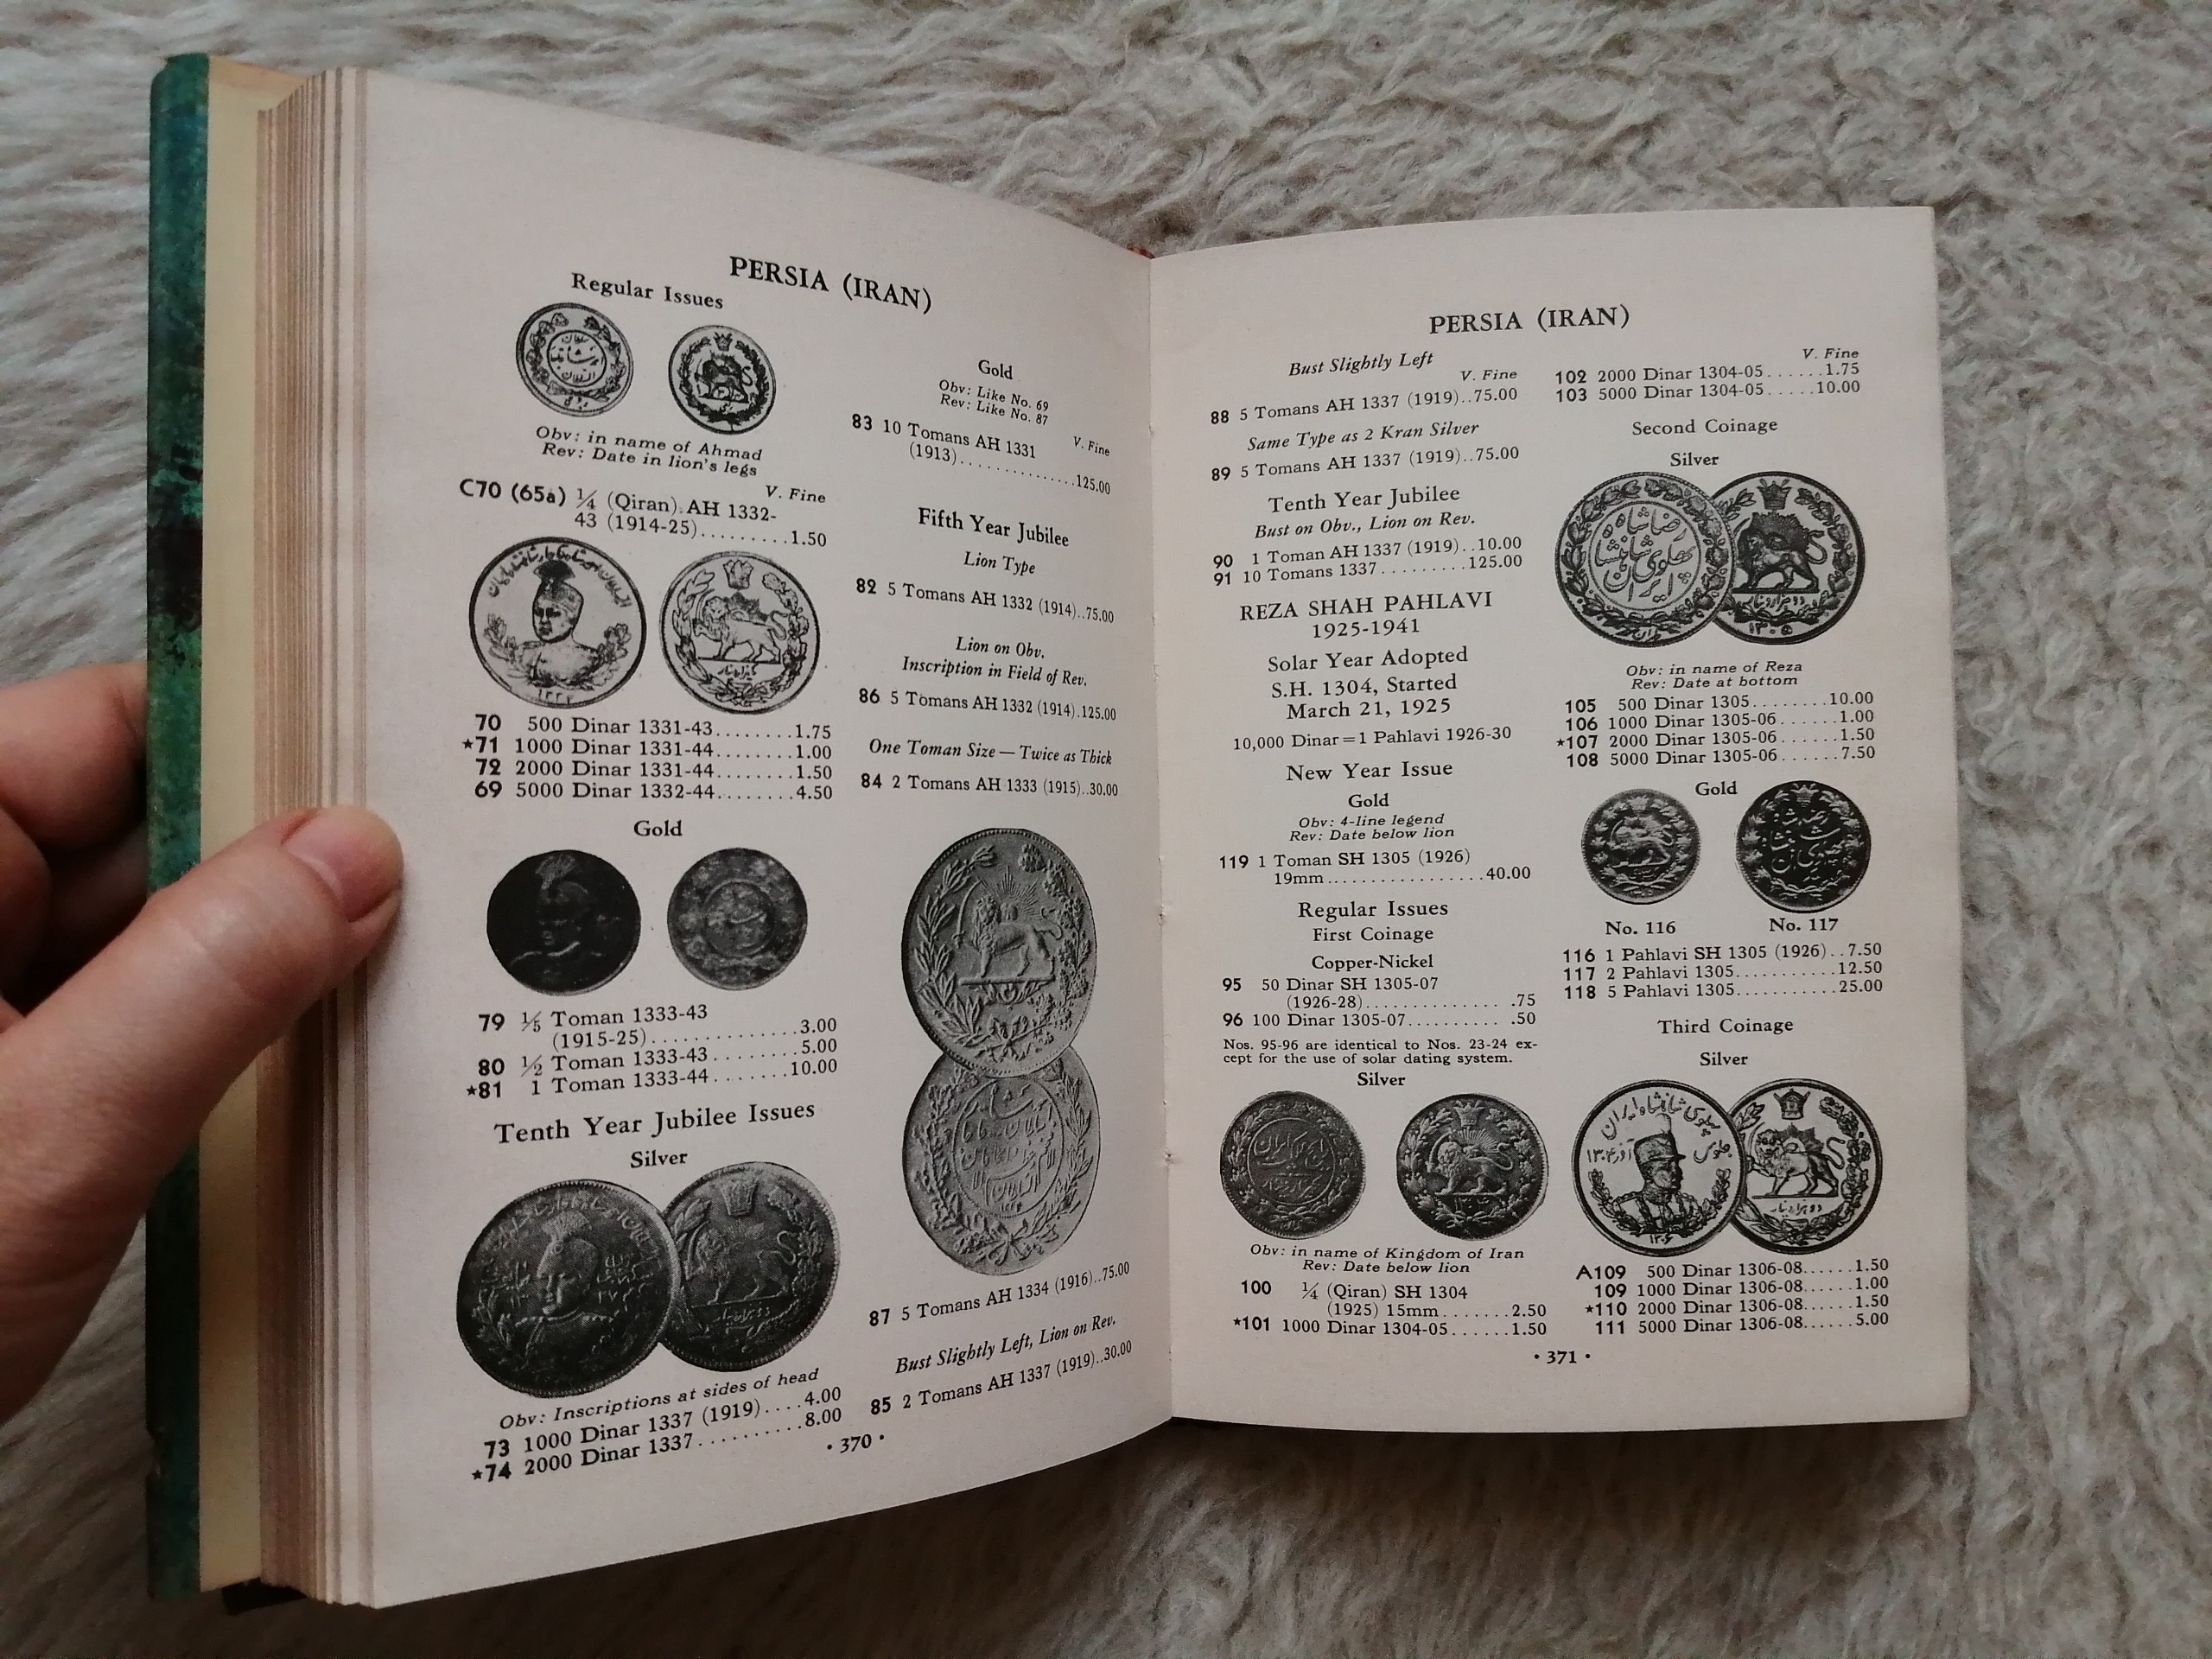 PERSIA (IRAN)
Regular Issues
Obv: in name of Ahmad
Rev: Date in lion's legs
V. Fine
C70 (65a) ¼ (Qiran) AH 1332-
43 (1914-25).........1.50
70 500 Dinar 1331-43........1.75
★71 1000 Dinar 1331-44........1.00
72 2000 Dinar 1331-44........1.50
69 5000 Dinar 1332-44........4.50
Gold
79 ⅕ Toman 1333-43
(1915-25)..............3.00
80 ½ Toman 1333-43........5.00
★81 1 Toman 1333-44.......10.00
Tenth Year Jubilee Issues
Silver
Obv: Inscriptions at sides of head
73 1000 Dinar 1337 (1919)....4.00
★74 2000 Dinar 1337..........8.00
Gold
Obv: Like No. 69
Rev: Like No. 87
V. Fine
83 10 Tomans AH 1331
(1913)..............125.00
Fifth Year Jubilee
Lion Type
82 5 Tomans AH 1332 (1914)..75.00
Lion on Obv.
Inscription in Field of Rev.
86 5 Tomans AH 1332 (1914).125.00
One Toman Size — Twice as Thick
84 2 Tomans AH 1333 (1915)..30.00
87 5 Tomans AH 1334 (1916)..75.00
Bust Slightly Left, Lion on Rev.
85 2 Tomans AH 1337 (1919)..30.00
• 370 •
PERSIA (IRAN)
Bust Slightly Left
V. Fine
88 5 Tomans AH 1337 (1919)..75.00
Same Type as 2 Kran Silver
89 5 Tomans AH 1337 (1919)..75.00
Tenth Year Jubilee
Bust on Obv., Lion on Rev.
90 1 Toman AH 1337 (1919)..10.00
91 10 Tomans 1337.........125.00
REZA SHAH PAHLAVI
1925-1941
Solar Year Adopted
S.H. 1304, Started
March 21, 1925
10,000 Dinar=1 Pahlavi 1926-30
New Year Issue
Gold
Obv: 4-line legend
Rev: Date below lion
119 1 Toman SH 1305 (1926)
19mm................40.00
Regular Issues
First Coinage
Copper-Nickel
95 50 Dinar SH 1305-07
(1926-28).............. .75
96 100 Dinar 1305-07.......... .50
Nos. 95-96 are identical to Nos. 23-24 ex-
cept for the use of solar dating system.
Silver
Obv: in name of Kingdom of Iran
Rev: Date below lion
100 ¼ (Qiran) SH 1304
(1925) 15mm.......2.50
★101 1000 Dinar 1304-05......1.50
V. Fine
102 2000 Dinar 1304-05......1.75
103 5000 Dinar 1304-05.....10.00
Second Coinage
Silver
رضا شاه
پهلوی شاهنشاه
ایران
۱۳۰۵
Obv: in name of Reza
Rev: Date at bottom
105 500 Dinar 1305........10.00
106 1000 Dinar 1305-06......1.00
★107 2000 Dinar 1305-06......1.50
108 5000 Dinar 1305-06......7.50
Gold
No. 116
No. 117
116 1 Pahlavi SH 1305 (1926)..7.50
117 2 Pahlavi 1305...........12.50
118 5 Pahlavi 1305...........25.00
Third Coinage
Silver
A109 500 Dinar 1306-08......1.50
109 1000 Dinar 1306-08......1.00
★110 2000 Dinar 1306-08......1.50
111 5000 Dinar 1306-08......5.00
• 371 •